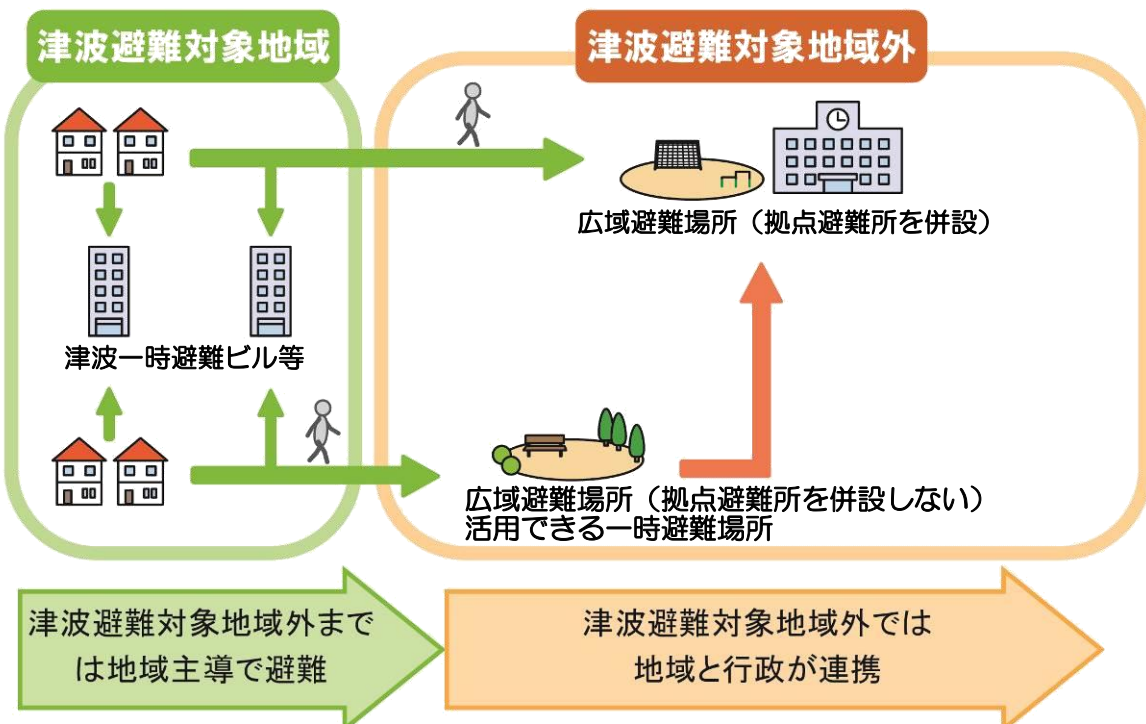 津波避難対象地域
津波避難対象地域外
広域避難場所（拠点避難所を併設）
津波一時避難ビル等
広域避難場所（拠点避難所を併設しない）
活用できる一時避難場所
津波避難対象地域外まで
は地域主導で避難
津波避難対象地域外では
地域と行政が連携